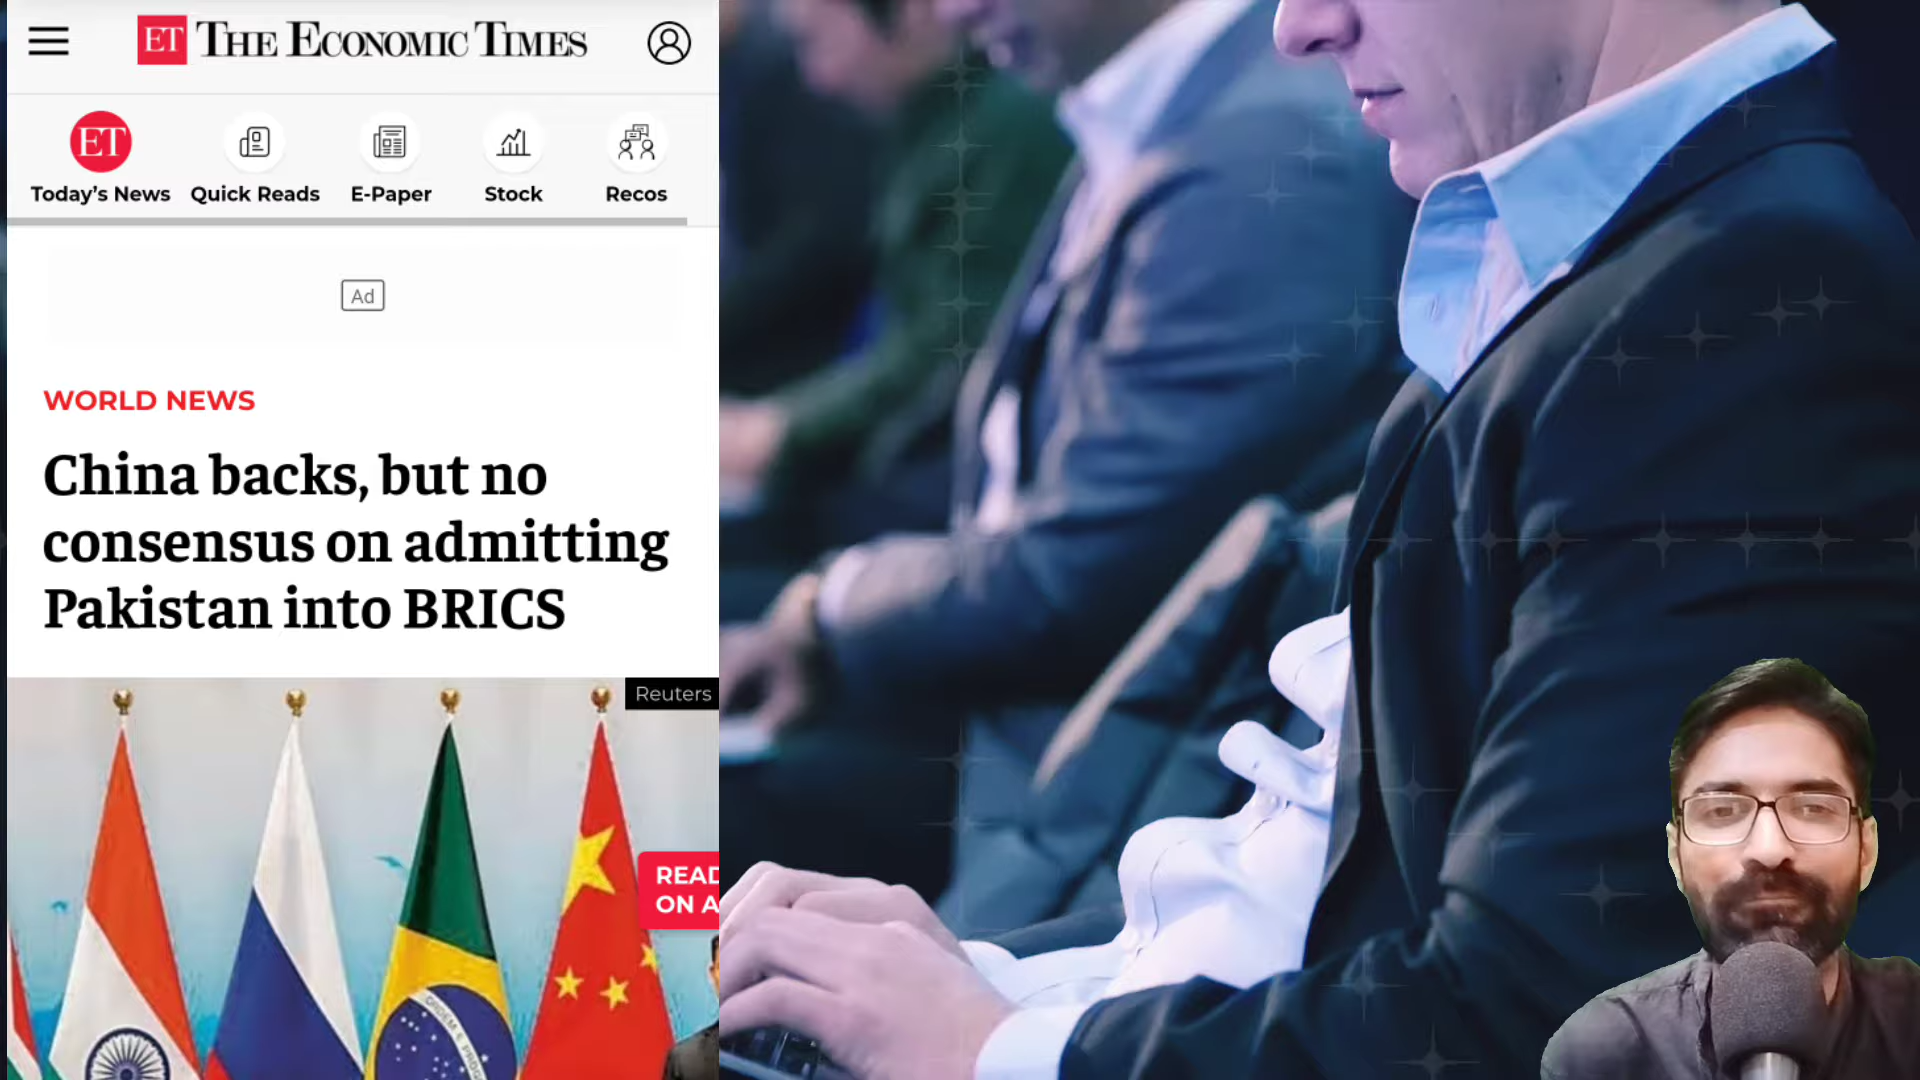 ET THE ECONOMIC TIMES
ET
Today's News Quick Reads E-Paper Stock Recos
Ad
WORLD NEWS
China backs, but no
consensus on admitting
Pakistan into BRICS
Reuters
READ
ON A